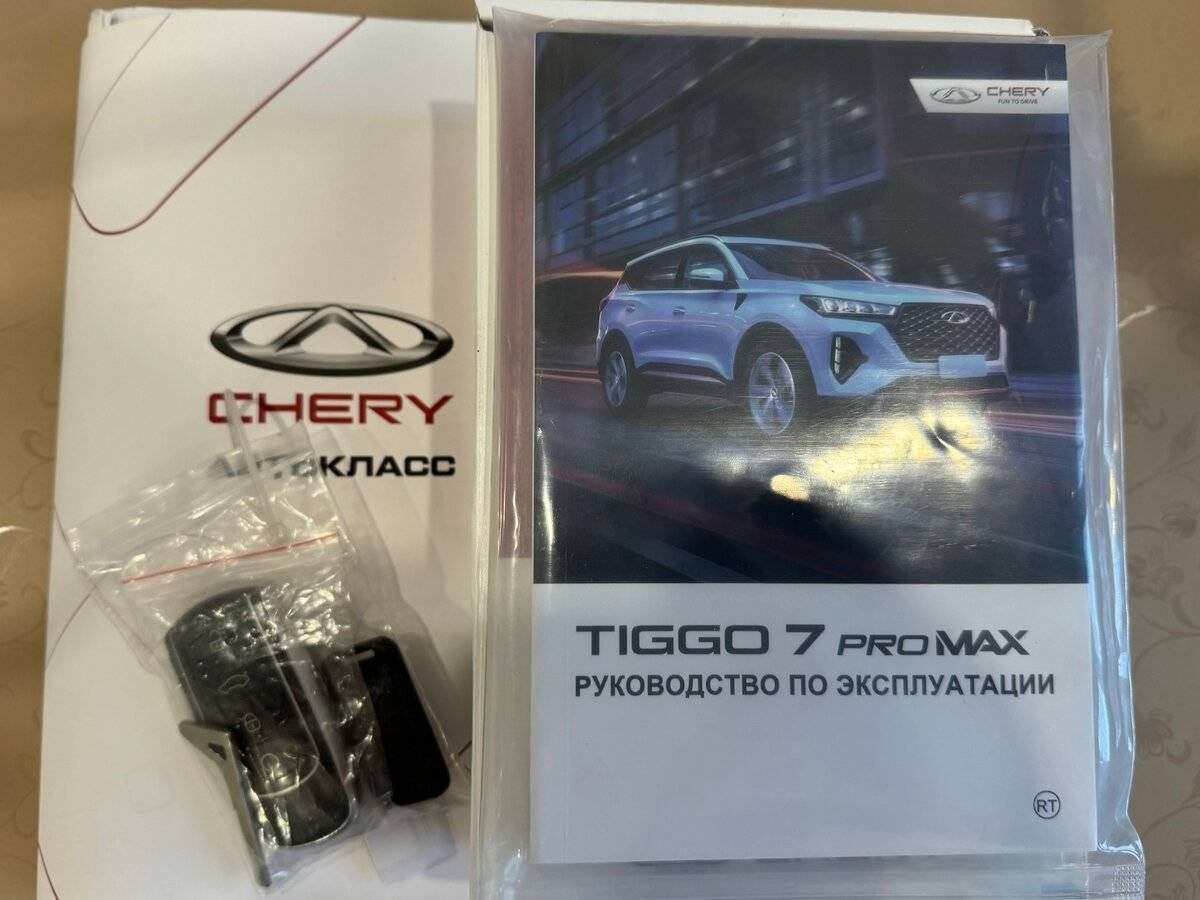 CHERY
FUN TO DRIVE
CHERY
АВТОКЛАСС
TIGGO 7 PRO MAX
РУКОВОДСТВО ПО ЭКСПЛУАТАЦИИ
RT